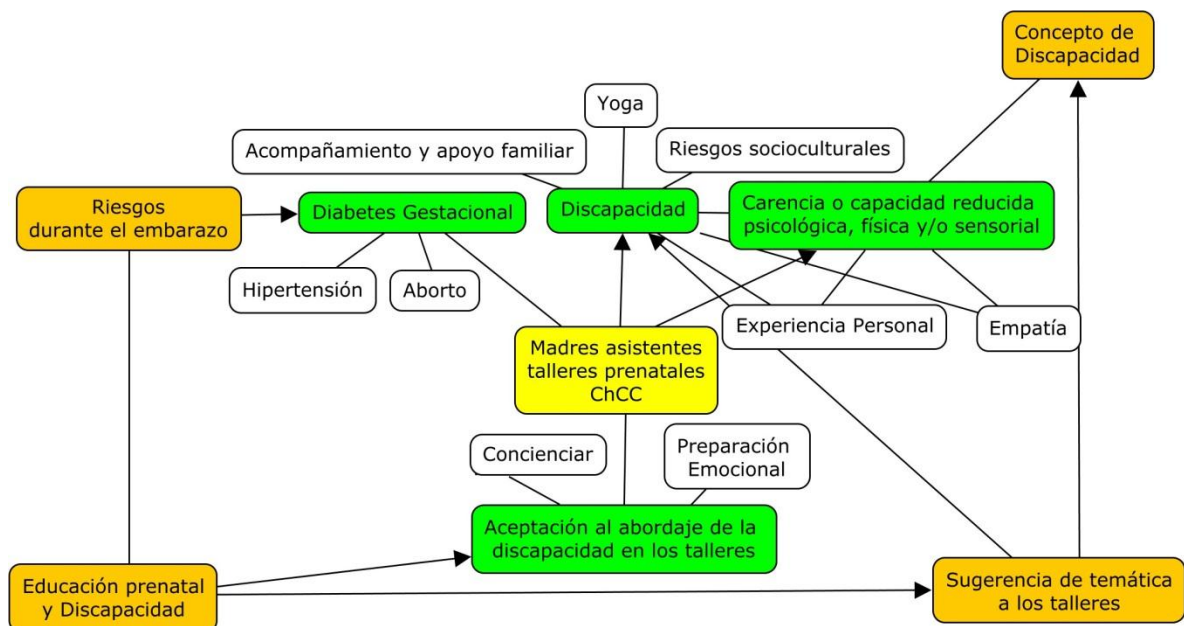 Concepto de
Discapacidad
Yoga
Acompañamiento y apoyo familiar
Riesgos socioculturales
Riesgos
durante el embarazo
Diabetes Gestacional
Discapacidad
Carencia o capacidad reducida
psicológica, física y/o sensorial
Hipertensión
Aborto
Experiencia Personal
Empatía
Madres asistentes
talleres prenatales
ChCC
Concienciar
Preparación
Emocional
Aceptación al abordaje de la
discapacidad en los talleres
Educación prenatal
y Discapacidad
Sugerencia de temática
a los talleres